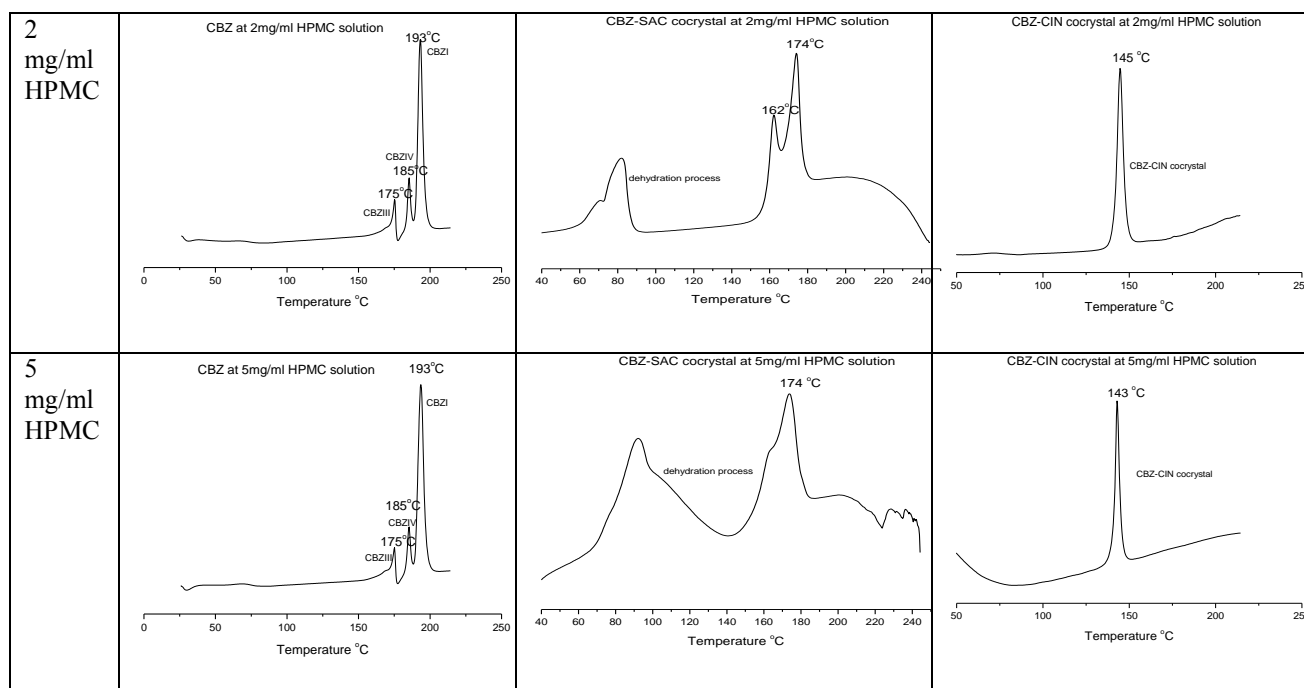 2
mg/ml
HPMC
CBZ at 2mg/ml HPMC solution
193°C
CBZI
CBZIV
185°C
175°C
CBZIII
0 50 100 150 200 250
Temperature °C
CBZ-SAC cocrystal at 2mg/ml HPMC solution
174°C
162°C
dehydration process
40 60 80 100 120 140 160 180 200 220 240
Temperature °C
CBZ-CIN cocrystal at 2mg/ml HPMC solution
145 °C
CBZ-CIN cocrystal
50 100 150 200
Temperature °C
5
mg/ml
HPMC
CBZ at 5mg/ml HPMC solution
193°C
CBZI
185°C
CBZIV
175°C
CBZIII
0 50 100 150 200 250
Temperature °C
CBZ-SAC cocrystal at 5mg/ml HPMC solution
174 °C
dehydration process
40 60 80 100 120 140 160 180 200 220 240
Temperature °C
CBZ-CIN cocrystal at 5mg/ml HPMC solution
143 °C
CBZ-CIN cocrystal
50 100 150 200
Temperature °C